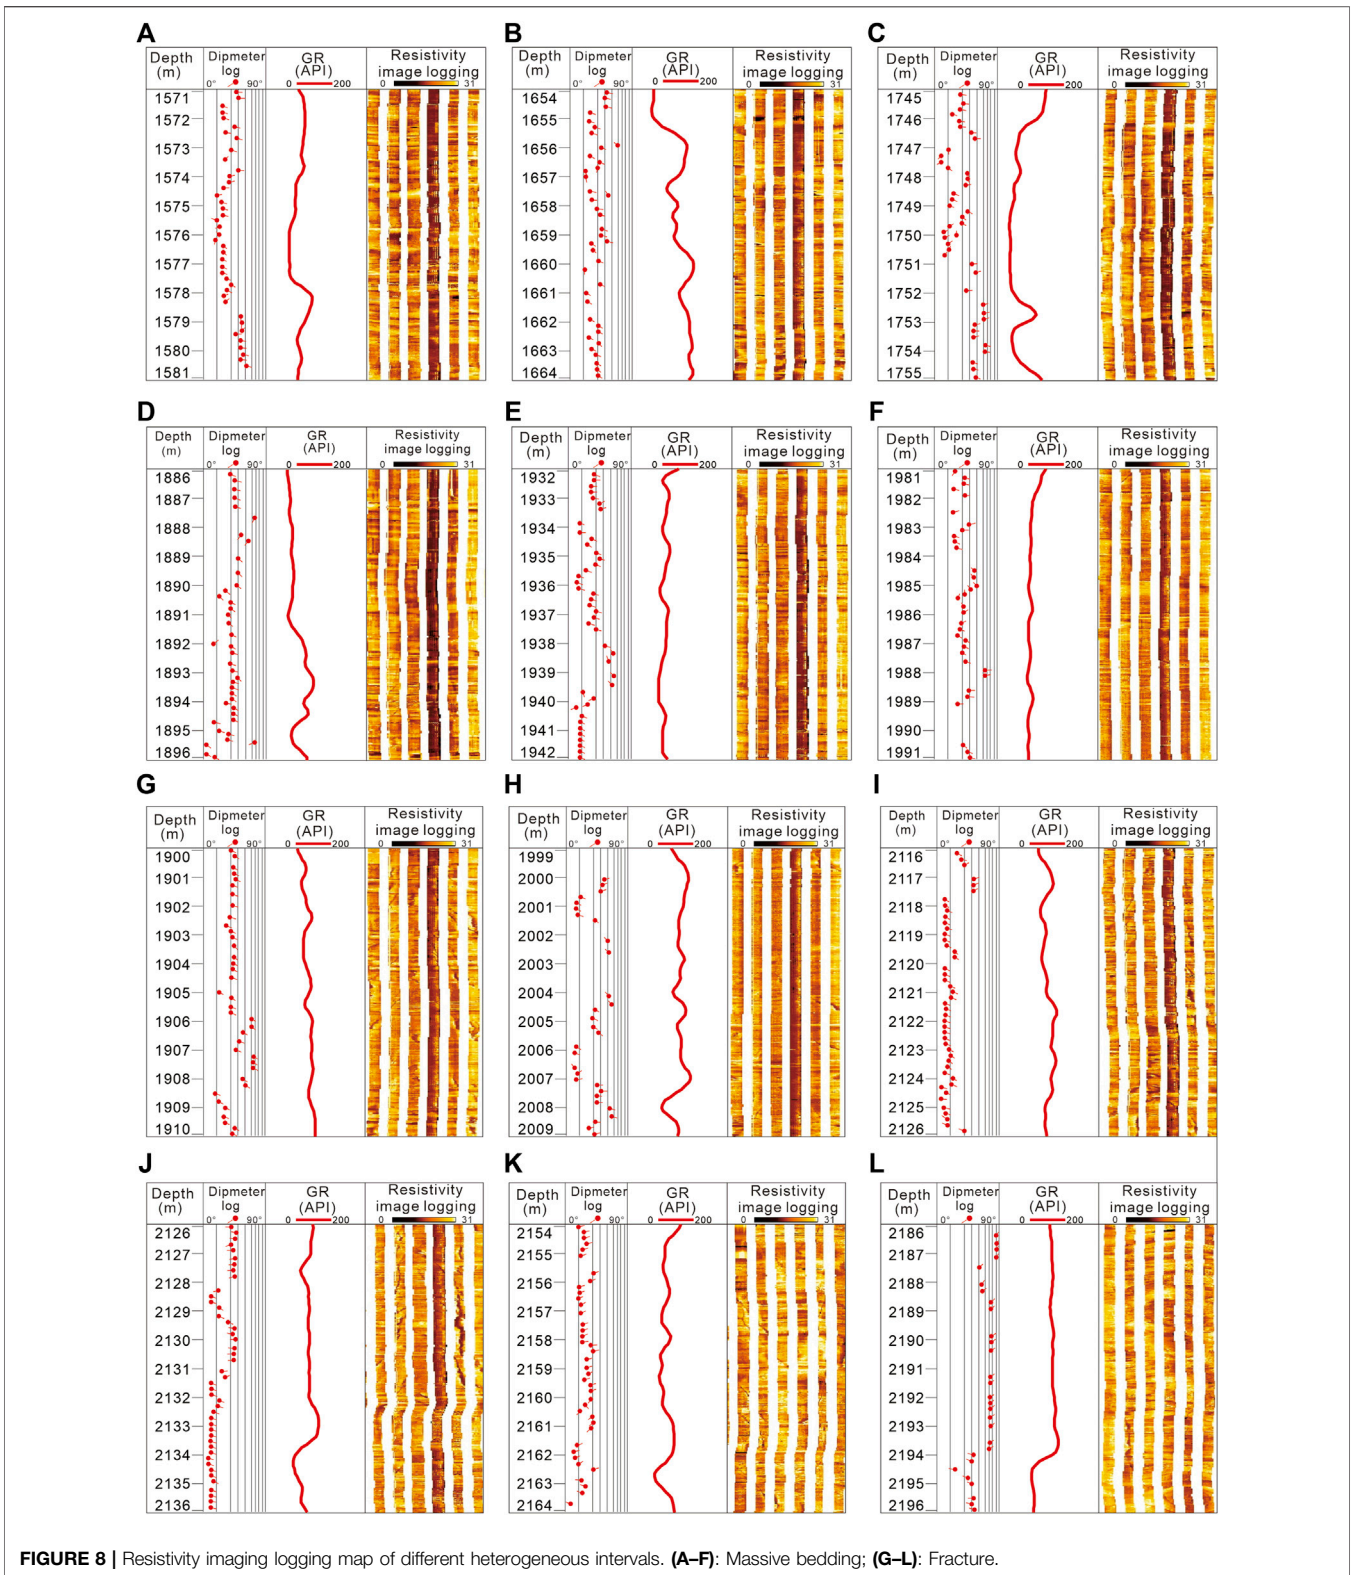 A
Depth
(m)
Dipmeter
log
0° 90°
GR
(API)
0 200
Resistivity
image logging
0 31
1571
1572
1573
1574
1575
1576
1577
1578
1579
1580
1581
B
Depth
(m)
Dipmeter
log
0° 90°
GR
(API)
0 200
Resistivity
image logging
0 31
1654
1655
1656
1657
1658
1659
1660
1661
1662
1663
1664
C
Depth
(m)
Dipmeter
log
0° 90°
GR
(API)
0 200
Resistivity
image logging
0 31
1745
1746
1747
1748
1749
1750
1751
1752
1753
1754
1755
D
Depth
(m)
Dipmeter
log
0° 90°
GR
(API)
0 200
Resistivity
image logging
0 31
1886
1887
1888
1889
1890
1891
1892
1893
1894
1895
1896
E
Depth
(m)
Dipmeter
log
0° 90°
GR
(API)
0 200
Resistivity
image logging
0 31
1932
1933
1934
1935
1936
1937
1938
1939
1940
1941
1942
F
Depth
(m)
Dipmeter
log
0° 90°
GR
(API)
0 200
Resistivity
image logging
0 31
1981
1982
1983
1984
1985
1986
1987
1988
1989
1990
1991
G
Depth
(m)
Dipmeter
log
0° 90°
GR
(API)
0 200
Resistivity
image logging
0 31
1900
1901
1902
1903
1904
1905
1906
1907
1908
1909
1910
H
Depth
(m)
Dipmeter
log
0° 90°
GR
(API)
0 200
Resistivity
image logging
0 31
1999
2000
2001
2002
2003
2004
2005
2006
2007
2008
2009
I
Depth
(m)
Dipmeter
log
0° 90°
GR
(API)
0 200
Resistivity
image logging
0 31
2116
2117
2118
2119
2120
2121
2122
2123
2124
2125
2126
J
Depth
(m)
Dipmeter
log
0° 90°
GR
(API)
0 200
Resistivity
image logging
0 31
2126
2127
2128
2129
2130
2131
2132
2133
2134
2135
2136
K
Depth
(m)
Dipmeter
log
0° 90°
GR
(API)
0 200
Resistivity
image logging
0 31
2154
2155
2156
2157
2158
2159
2160
2161
2162
2163
2164
L
Depth
(m)
Dipmeter
log
0° 90°
GR
(API)
0 200
Resistivity
image logging
0 31
2186
2187
2188
2189
2190
2191
2192
2193
2194
2195
2196
FIGURE 8 | Resistivity imaging logging map of different heterogeneous intervals. (A–F): Massive bedding; (G–L): Fracture.